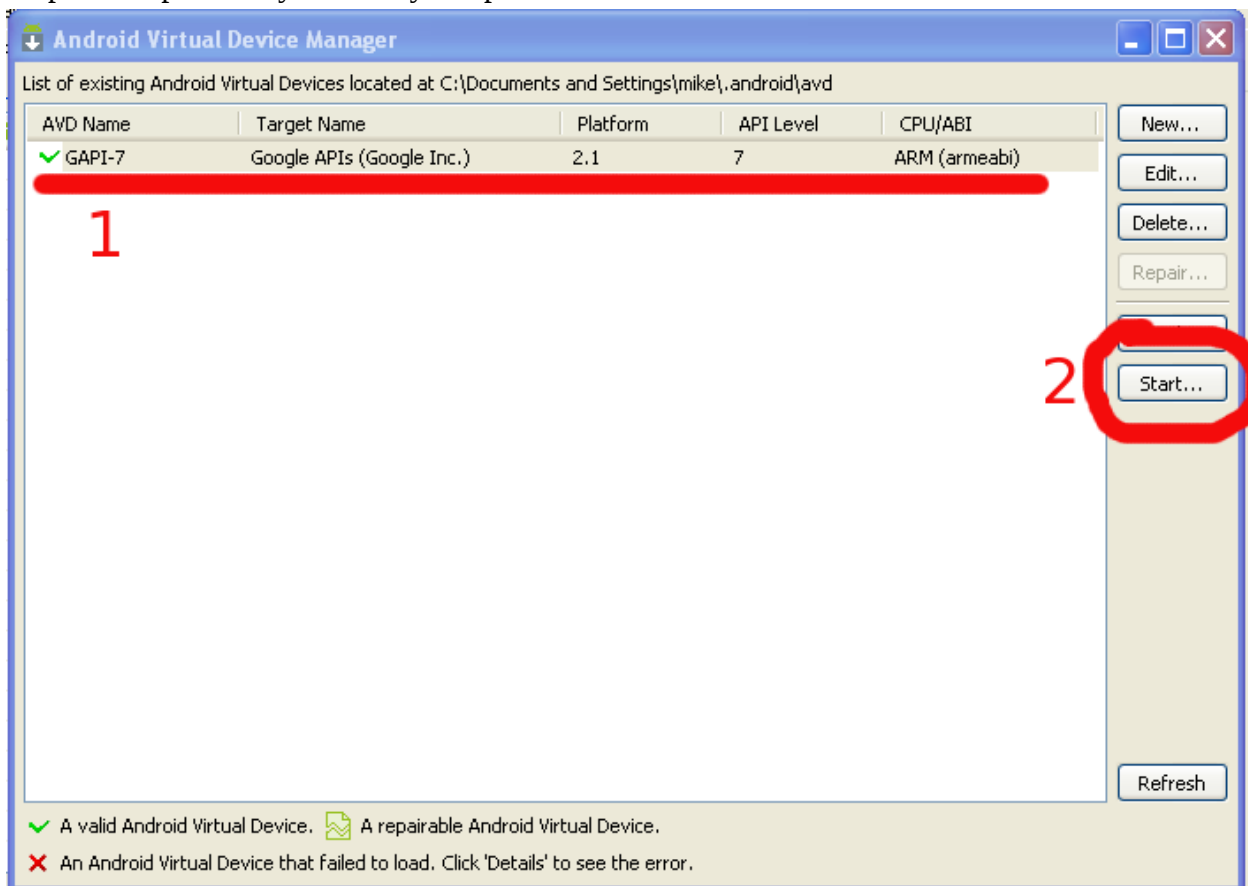 Android Virtual Device Manager
List of existing Android Virtual Devices located at C:\Documents and Settings\mike\.android\avd
AVD Name Target Name Platform API Level CPU/ABI
GAPI-7 Google APIs (Google Inc.) 2.1 7 ARM (armeabi)
1
New...
Edit...
Delete...
Repair...
2
Start...
Refresh
A valid Android Virtual Device. A repairable Android Virtual Device.
An Android Virtual Device that failed to load. Click 'Details' to see the error.